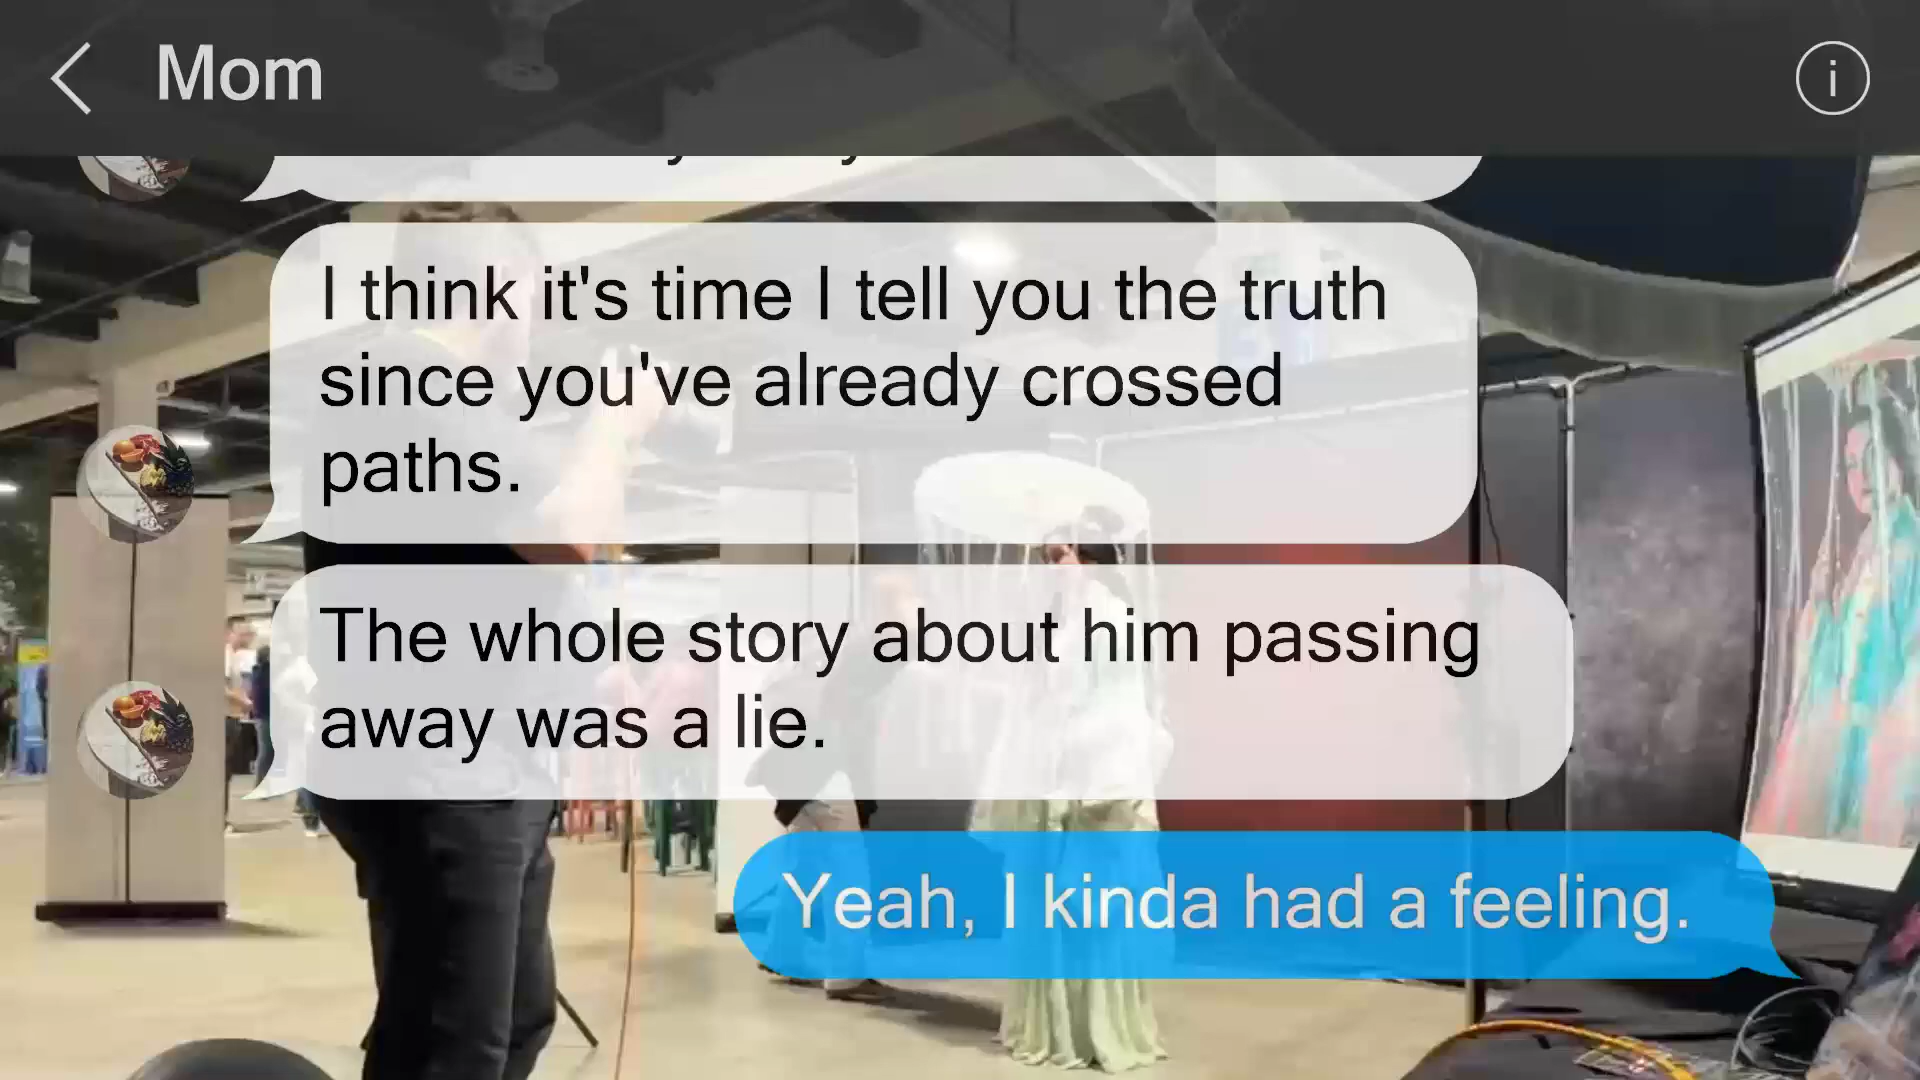 Mom
I think it's time I tell you the truth
since you've already crossed
paths.
The whole story about him passing
away was a lie.
Yeah, I kinda had a feeling.